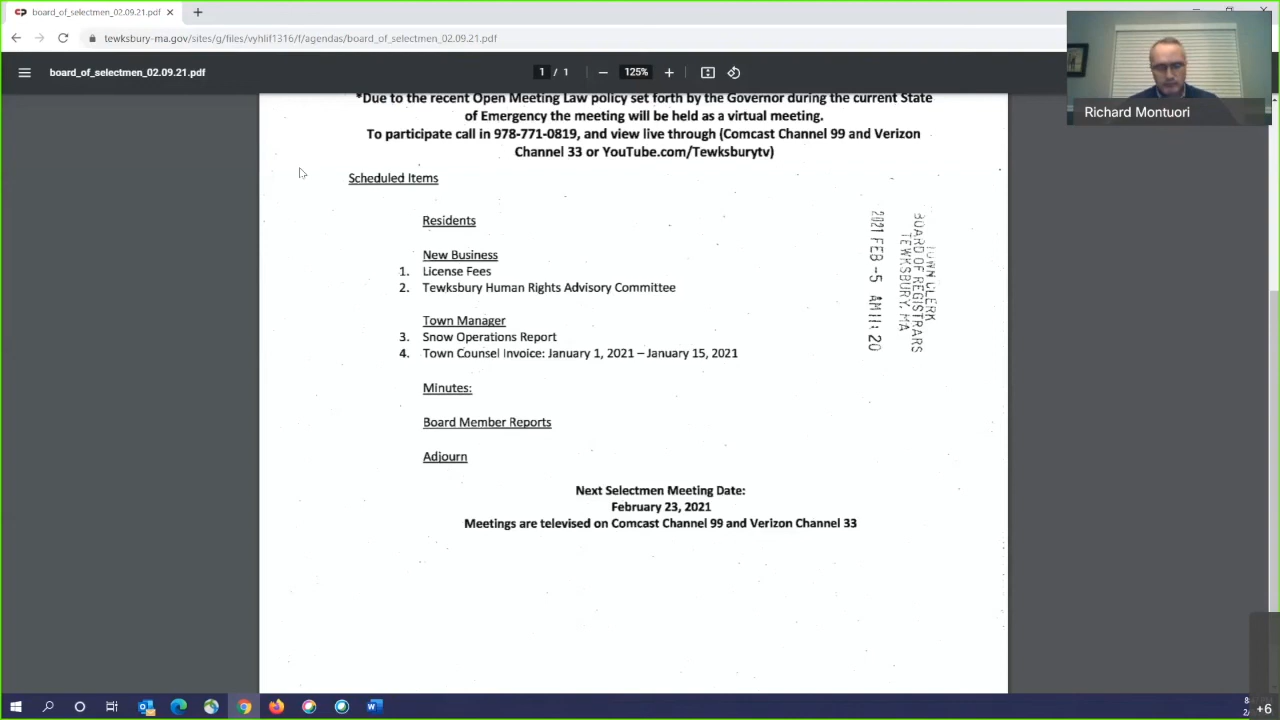 board_of_selectmen_02.09.21.pdf
tewksbury-ma.gov/sites/g/files/vyhlif1316/f/agendas/board_of_selectmen_02.09.21.pdf
board_of_selectmen_02.09.21.pdf
1 / 1
125%
Richard Montuori
*Due to the recent Open Meeting Law policy set forth by the Governor during the current State
of Emergency the meeting will be held as a virtual meeting.
To participate call in 978-771-0819, and view live through (Comcast Channel 99 and Verizon
Channel 33 or YouTube.com/Tewksburytv)
Scheduled Items
Residents
New Business
1. License Fees
2. Tewksbury Human Rights Advisory Committee
Town Manager
3. Snow Operations Report
4. Town Counsel Invoice: January 1, 2021 – January 15, 2021
Minutes:
Board Member Reports
Adjourn
Next Selectmen Meeting Date:
February 23, 2021
Meetings are televised on Comcast Channel 99 and Verizon Channel 33
TOWN CLERK
BOARD OF REGISTRARS
TEWKSBURY, MA
2021 FEB -5 AM 11: 20
+6